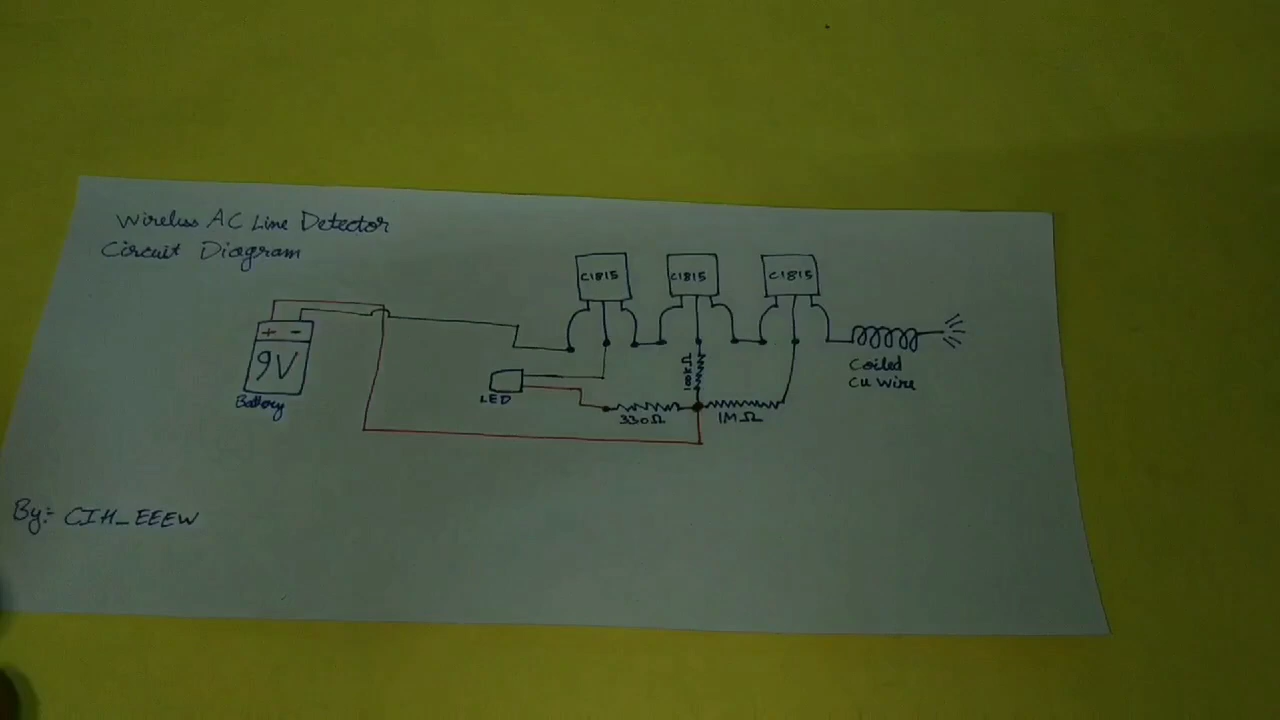 Wireless AC Line Detector
Circuit Diagram
C1815
C1815
C1815
+ -
9V
Battery
LED
100KΩ
330Ω
1MΩ
Coiled
Cu Wire
By:- CIH_EEEW